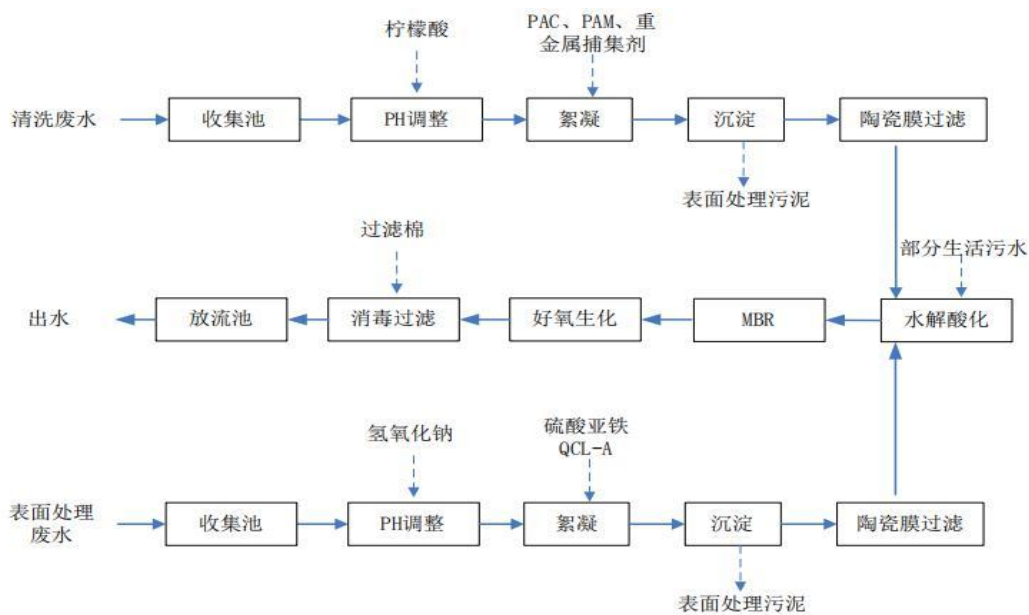 柠檬酸
PAC、PAM、重
金属捕集剂
清洗废水
收集池
PH调整
絮凝
沉淀
陶瓷膜过滤
表面处理污泥
过滤棉
部分生活污水
出水
放流池
消毒过滤
好氧生化
MBR
水解酸化
氢氧化钠
硫酸亚铁
QCL-A
表面处理
废水
收集池
PH调整
絮凝
沉淀
陶瓷膜过滤
表面处理污泥